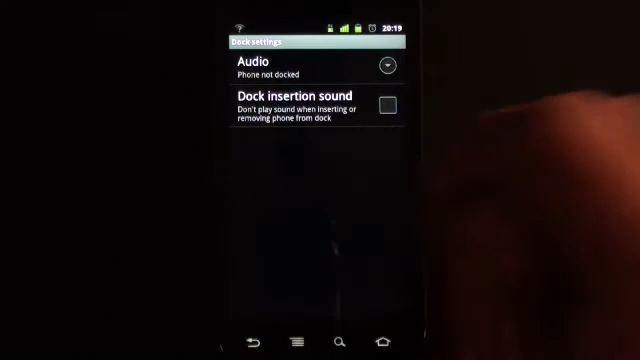 20:19
Dock settings
Audio
Phone not docked
Dock insertion sound
Don't play sound when inserting or
removing phone from dock